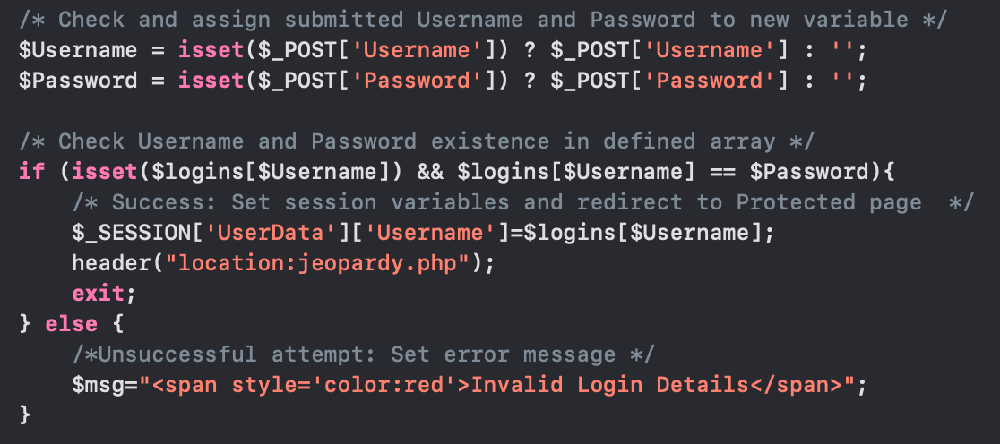 /* Check and assign submitted Username and Password to new variable */
$Username = isset($_POST['Username']) ? $_POST['Username'] : '';
$Password = isset($_POST['Password']) ? $_POST['Password'] : '';
/* Check Username and Password existence in defined array */
if (isset($logins[$Username]) && $logins[$Username] == $Password){
/* Success: Set session variables and redirect to Protected page  */
$_SESSION['UserData']['Username']=$logins[$Username];
header("location:jeopardy.php");
exit;
} else {
/*Unsuccessful attempt: Set error message */
$msg="<span style='color:red'>Invalid Login Details</span>";
}